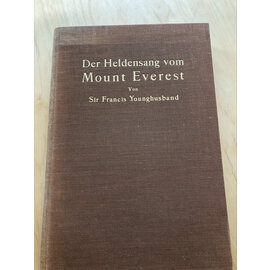 Der Heldensang vom
Mount Everest
Von
Sir Francis Younghusband